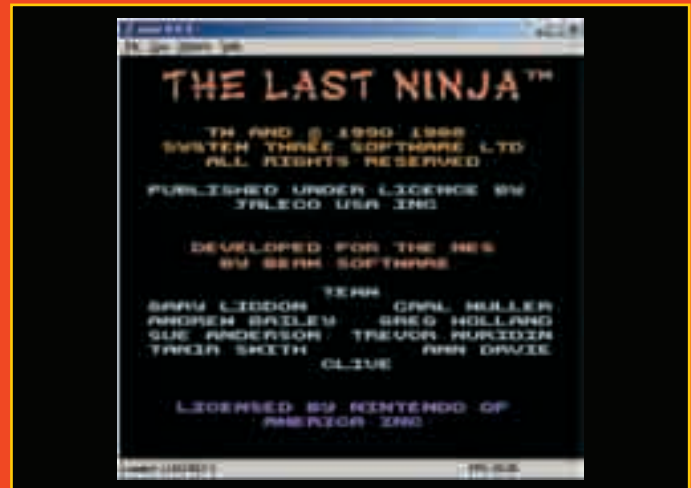 THE LAST NINJA™
TM AND © 1990 1988
SYSTEM THREE SOFTWARE LTD
ALL RIGHTS RESERVED
PUBLISHED UNDER LICENCE BY
JALECO USA INC
DEVELOPED FOR THE NES
BY BEAM SOFTWARE
TEAM
GARY LIDDON CARL MULLER
ANDREW BAILEY GREG HOLLAND
SUE ANDERSON TREVOR NURIDIN
TANIA SMITH
CLIVE
LICENSED BY NINTENDO OF
AMERICA INC